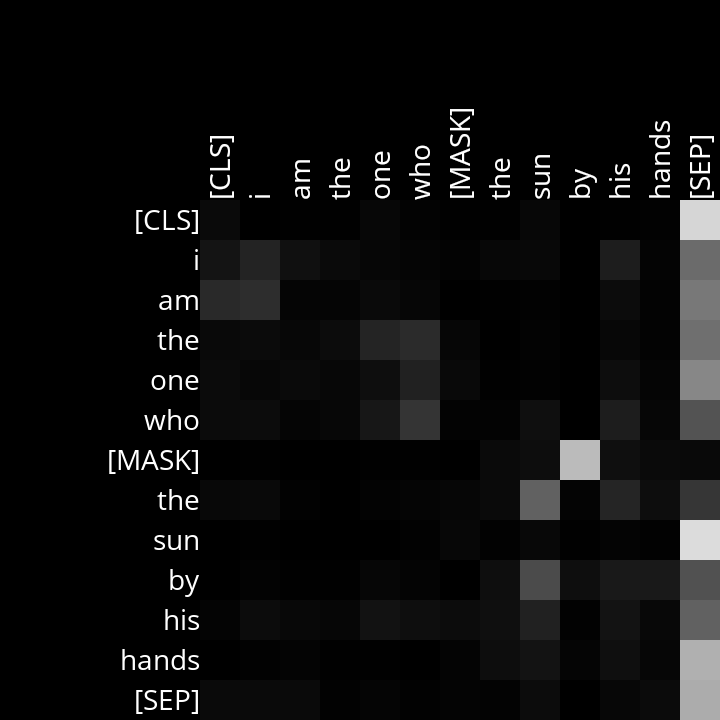 [CLS] i am the one who [MASK] the sun by his hands [SEP]
[CLS]
i
am
the
one
who
[MASK]
the
sun
by
his
hands
[SEP]